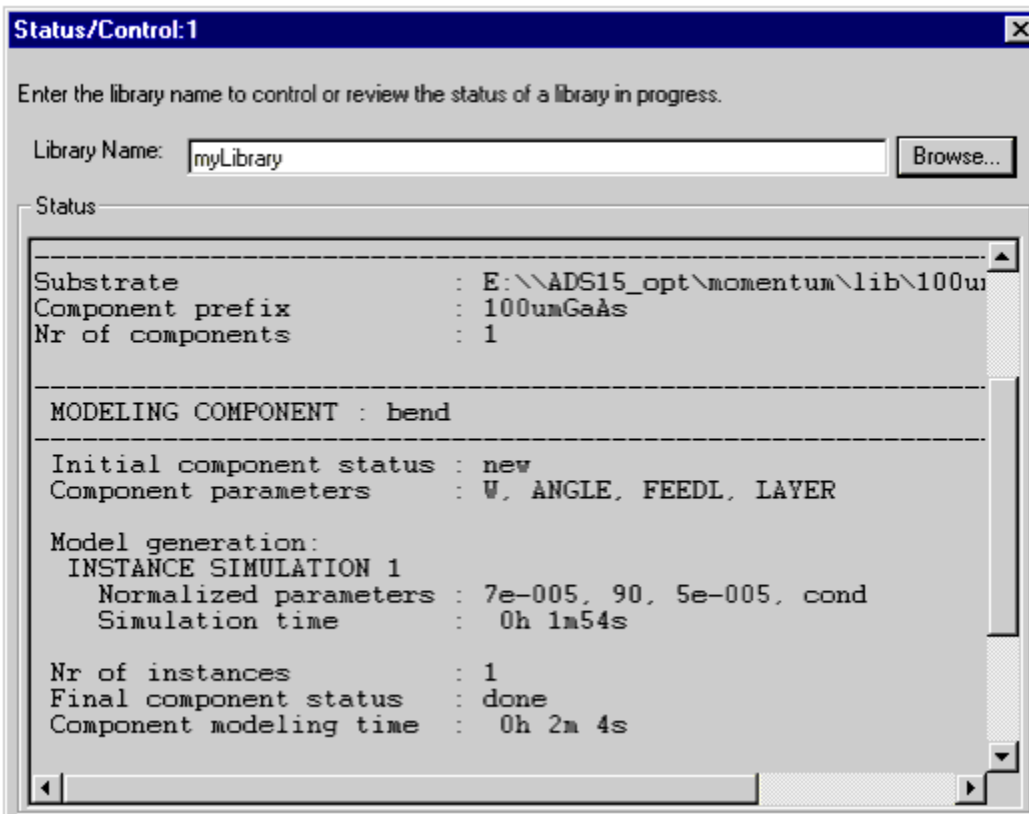 Status/Control:1
Enter the library name to control or review the status of a library in progress.
Library Name: myLibrary Browse...
Status
Substrate : E:\\ADS15_opt\momentum\lib\100u
Component prefix : 100umGaAs
Nr of components : 1
MODELING COMPONENT : bend
Initial component status : new
Component parameters : W, ANGLE, FEEDL, LAYER
Model generation:
INSTANCE SIMULATION 1
Normalized parameters : 7e-005, 90, 5e-005, cond
Simulation time : 0h 1m54s
Nr of instances : 1
Final component status : done
Component modeling time : 0h 2m 4s